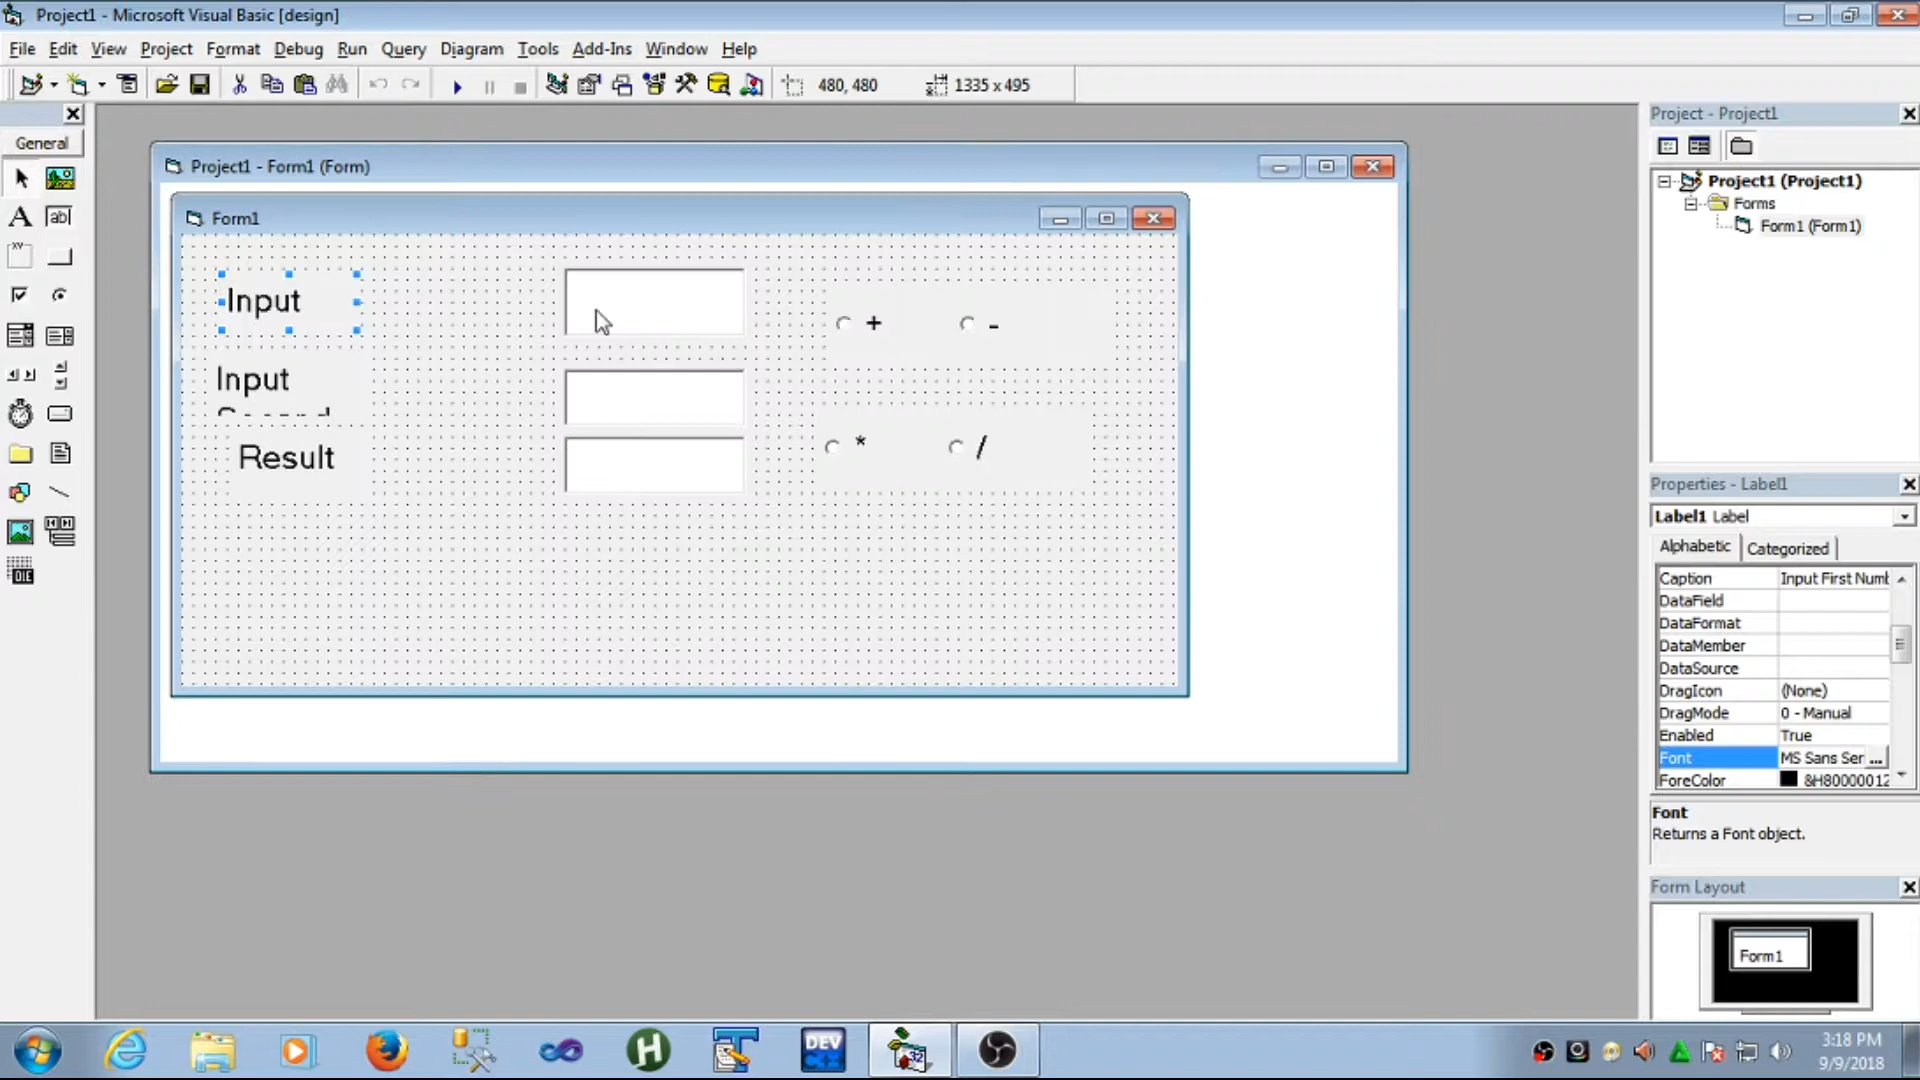 Project1 - Microsoft Visual Basic [design]
File Edit View Project Format Debug Run Query Diagram Tools Add-Ins Window Help
480, 480 1335 x 495
General
Project1 - Form1 (Form)
Form1
Input
+ -
Input
Result
* /
Project - Project1
Project1 (Project1)
Forms
Form1 (Form1)
Properties - Label1
Label1 Label
Alphabetic Categorized
Caption Input First Numb
DataField
DataFormat
DataMember
DataSource
DragIcon (None)
DragMode 0 - Manual
Enabled True
Font MS Sans Ser ...
ForeColor &H80000012
Font
Returns a Font object.
Form Layout
Form1
DEV
32
3:18 PM
9/9/2018